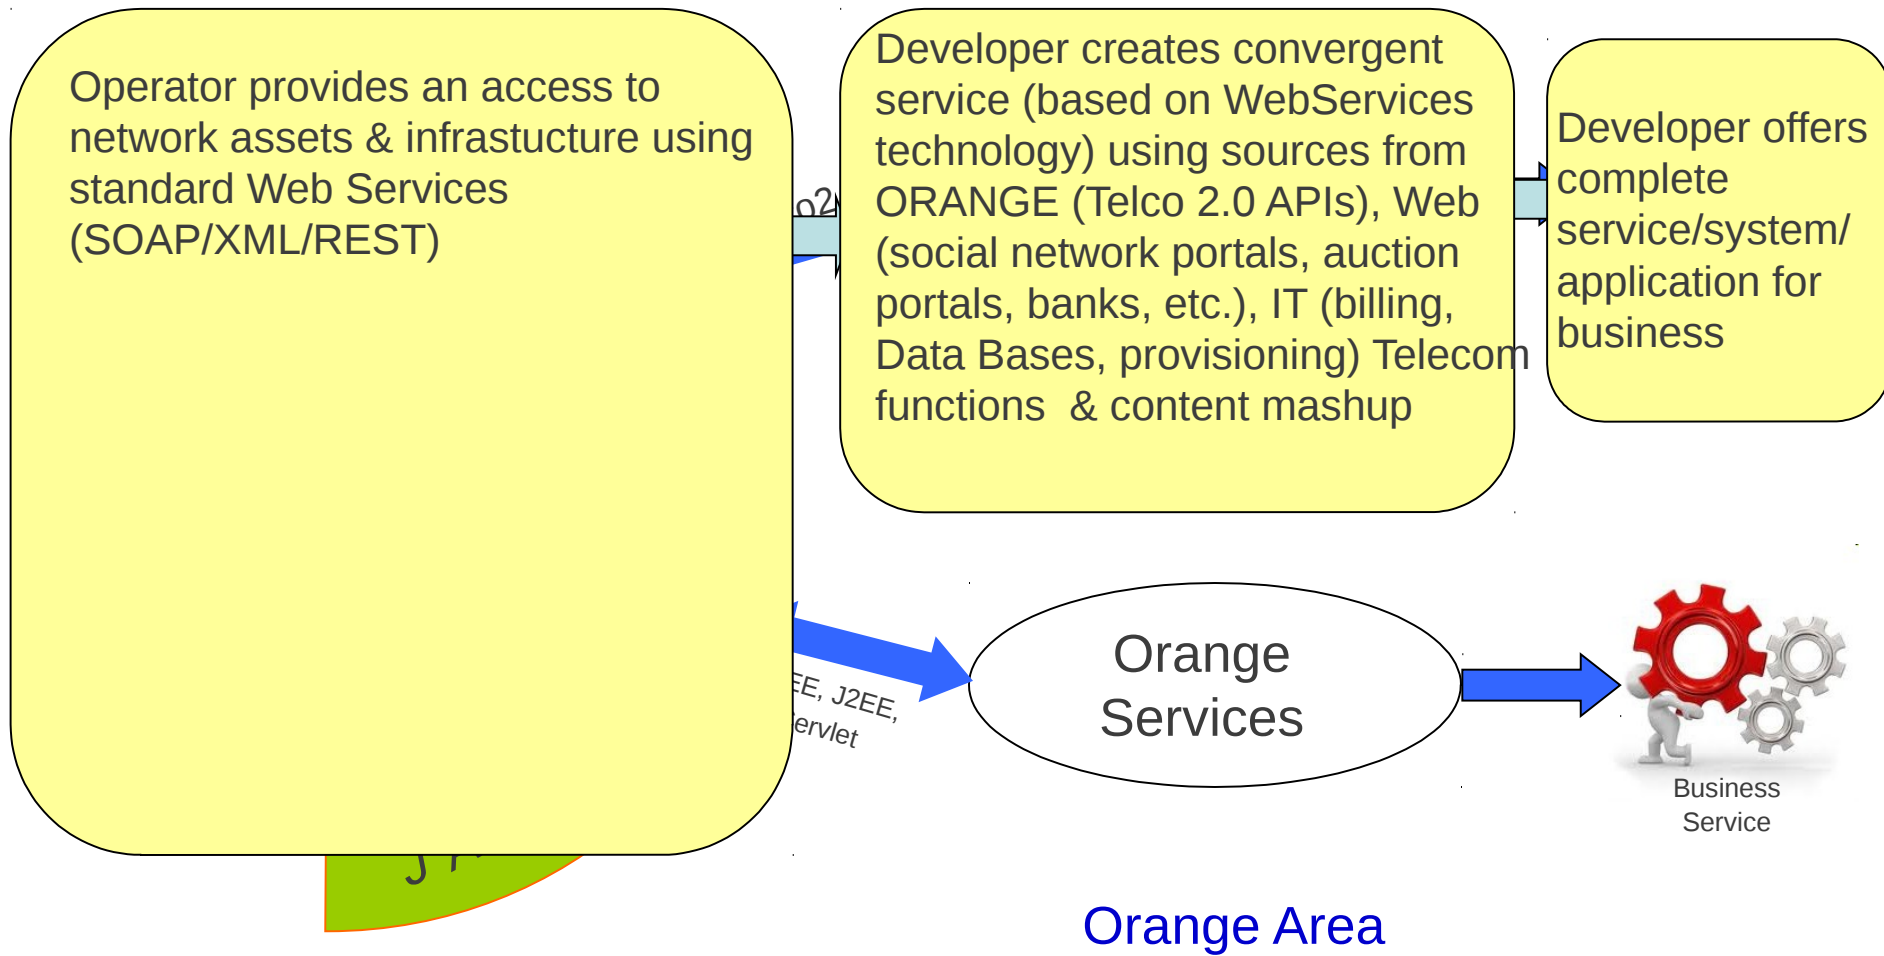 Operator provides an access to
network assets & infrastucture using
standard Web Services
(SOAP/XML/REST)
Developer creates convergent
service (based on WebServices
technology) using sources from
ORANGE (Telco 2.0 APIs), Web
(social network portals, auction
portals, banks, etc.), IT (billing,
Data Bases, provisioning) Telecom
functions  & content mashup
Developer offers
complete
service/system/
application for
business
J2EE,
Orange
Services
Business
Service
Orange Area